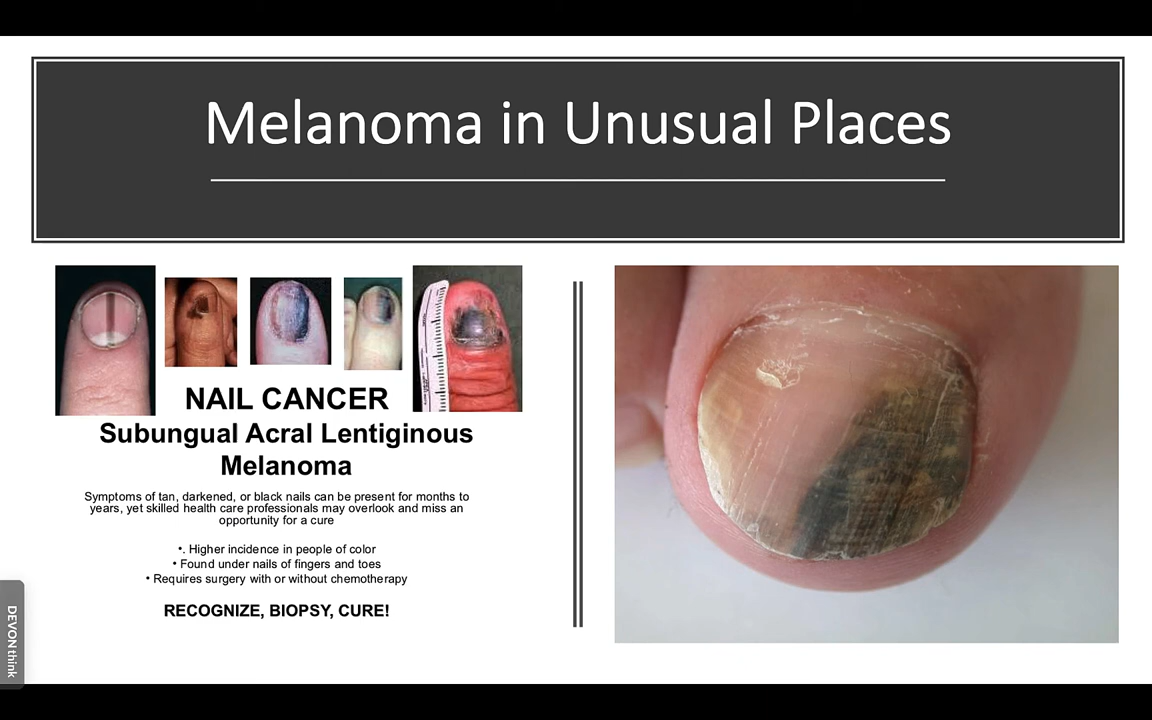 Melanoma in Unusual Places
NAIL CANCER
Subungual Acral Lentiginous
Melanoma
Symptoms of tan, darkened, or black nails can be present for months to
years, yet skilled health care professionals may overlook and miss an
opportunity for a cure
•. Higher incidence in people of color
• Found under nails of fingers and toes
• Requires surgery with or without chemotherapy
RECOGNIZE, BIOPSY, CURE!
DEVONthink